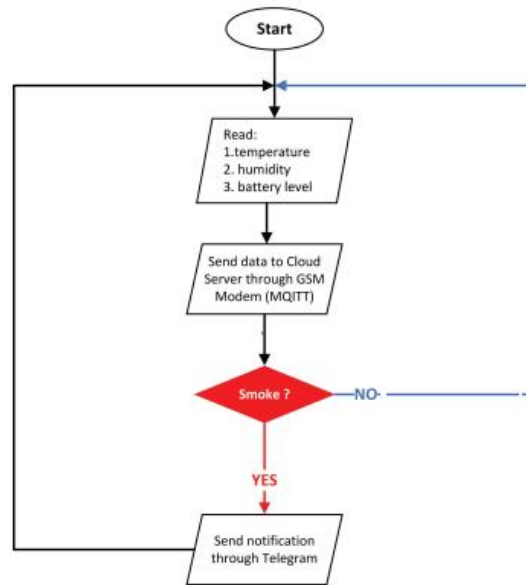 Start
Read:
1.temperature
2. humidity
3. battery level
Send data to Cloud
Server through GSM
Modem (MQITT)
Smoke ?
NO
YES
Send notification
through Telegram